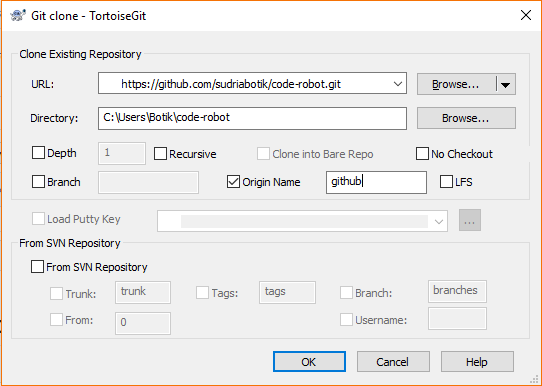 Git clone - TortoiseGit
Clone Existing Repository
URL: https://github.com/sudriabotik/code-robot.git Browse...
Directory: C:\Users\Botik\code-robot Browse...
Depth 1 Recursive Clone into Bare Repo No Checkout
Branch Origin Name github LFS
Load Putty Key ...
From SVN Repository
From SVN Repository
Trunk: trunk Tags: tags Branch: branches
From: 0 Username:
OK Cancel Help